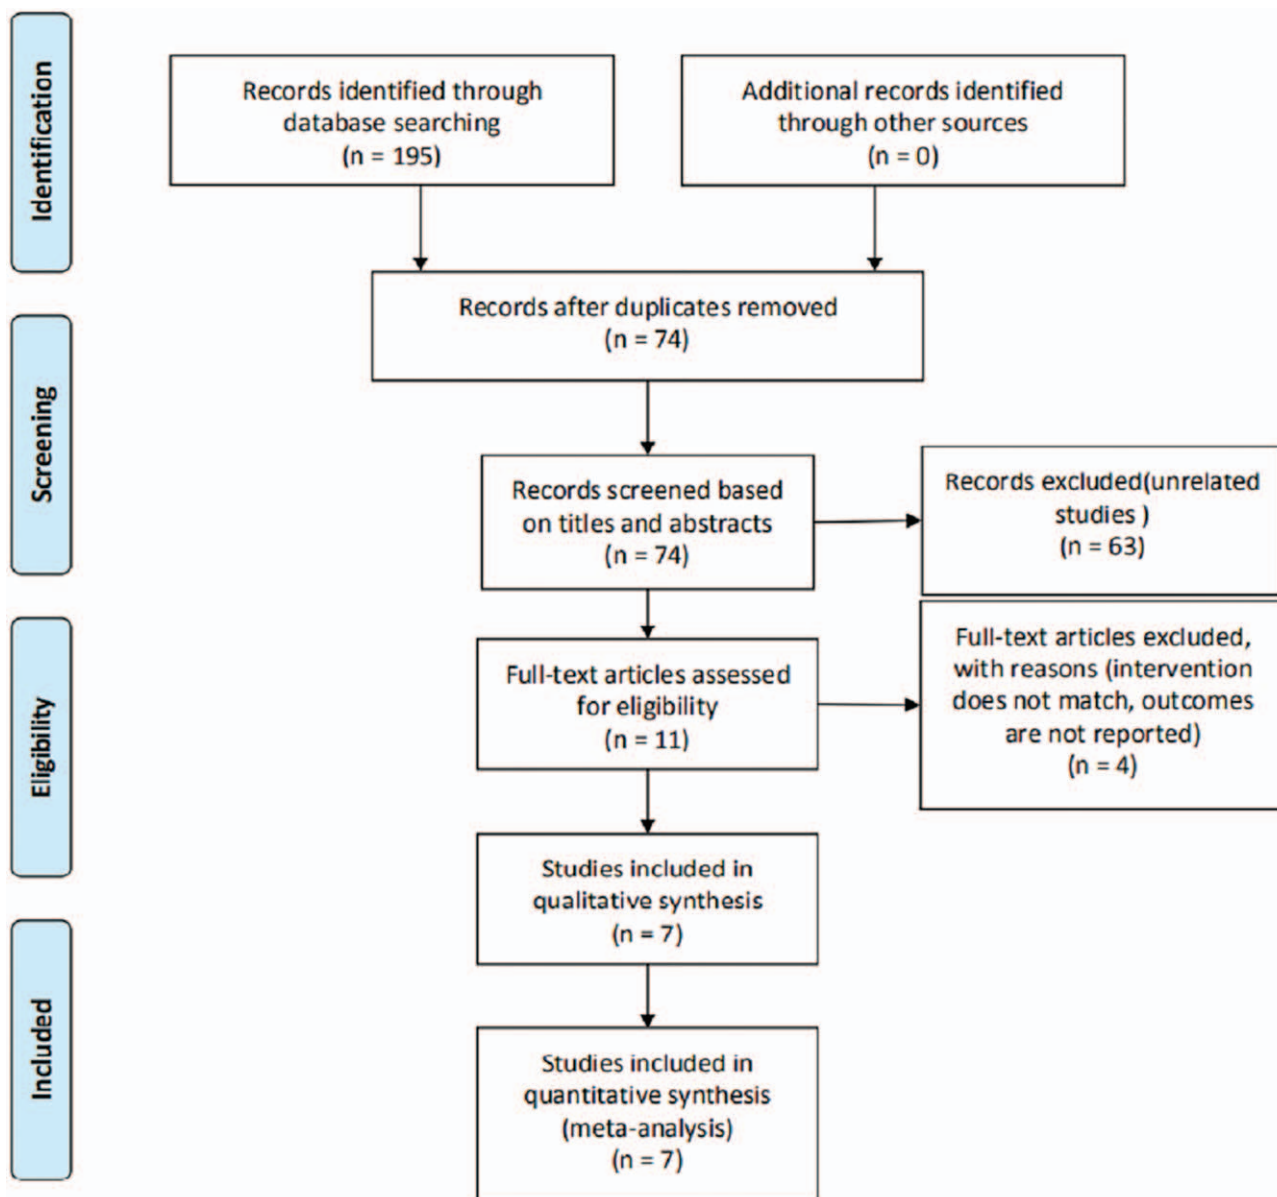 Identification
Records identified through
database searching
(n = 195)
Additional records identified
through other sources
(n = 0)
Records after duplicates removed
(n = 74)
Screening
Records screened based
on titles and abstracts
(n = 74)
Records excluded(unrelated
studies )
(n = 63)
Eligibility
Full-text articles assessed
for eligibility
(n = 11)
Full-text articles excluded,
with reasons (intervention
does not match, outcomes
are not reported)
(n = 4)
Studies included in
qualitative synthesis
(n = 7)
Included
Studies included in
quantitative synthesis
(meta-analysis)
(n = 7)